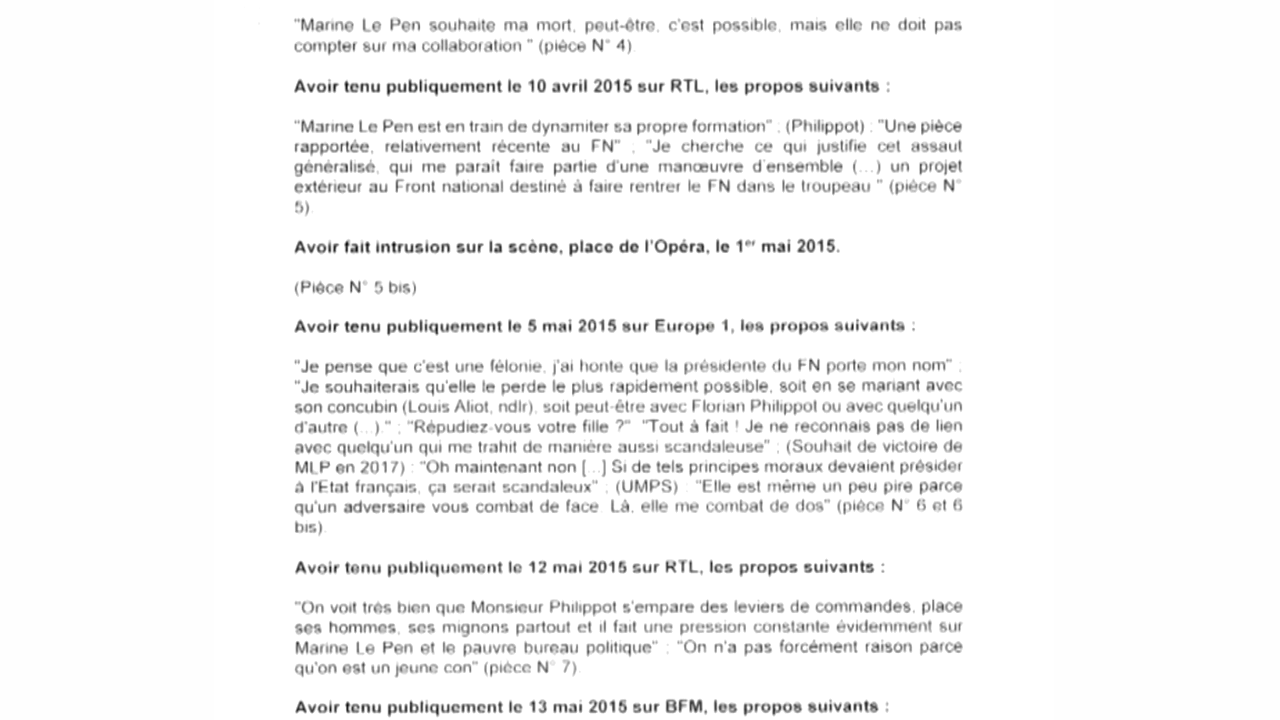 "Marine Le Pen souhaite ma mort, peut-être, c'est possible, mais elle ne doit pas
compter sur ma collaboration " (pièce N° 4)
Avoir tenu publiquement le 10 avril 2015 sur RTL, les propos suivants :
"Marine Le Pen est en train de dynamiter sa propre formation" ; (Philippot) : "Une pièce
rapportée, relativement récente au FN" ; "Je cherche ce qui justifie cet assaut
généralisé, qui me paraît faire partie d'une manœuvre d'ensemble (...) un projet
extérieur au Front national destiné à faire rentrer le FN dans le troupeau " (pièce N°
5).
Avoir fait intrusion sur la scène, place de l'Opéra, le 1er mai 2015.
(Pièce N° 5 bis)
Avoir tenu publiquement le 5 mai 2015 sur Europe 1, les propos suivants :
"Je pense que c'est une félonie, j'ai honte que la présidente du FN porte mon nom" ;
"Je souhaiterais qu'elle le perde le plus rapidement possible, soit en se mariant avec
son concubin (Louis Aliot, ndlr), soit peut-être avec Florian Philippot ou avec quelqu'un
d'autre (...)." ; "Répudiez-vous votre fille ?" "Tout à fait ! Je ne reconnais pas de lien
avec quelqu'un qui me trahit de manière aussi scandaleuse" ; (Souhait de victoire de
MLP en 2017) : "Oh maintenant non [...] Si de tels principes moraux devaient présider
à l'Etat français, ça serait scandaleux" ; (UMPS) : "Elle est même un peu pire parce
qu'un adversaire vous combat de face. Là, elle me combat de dos" (pièce N° 6 et 6
bis).
Avoir tenu publiquement le 12 mai 2015 sur RTL, les propos suivants :
"On voit très bien que Monsieur Philippot s'empare des leviers de commandes, place
ses hommes, ses mignons partout et il fait une pression constante évidemment sur
Marine Le Pen et le pauvre bureau politique" ; "On n'a pas forcément raison parce
qu'on est un jeune con" (pièce N° 7).
Avoir tenu publiquement le 13 mai 2015 sur BFM, les propos suivants :